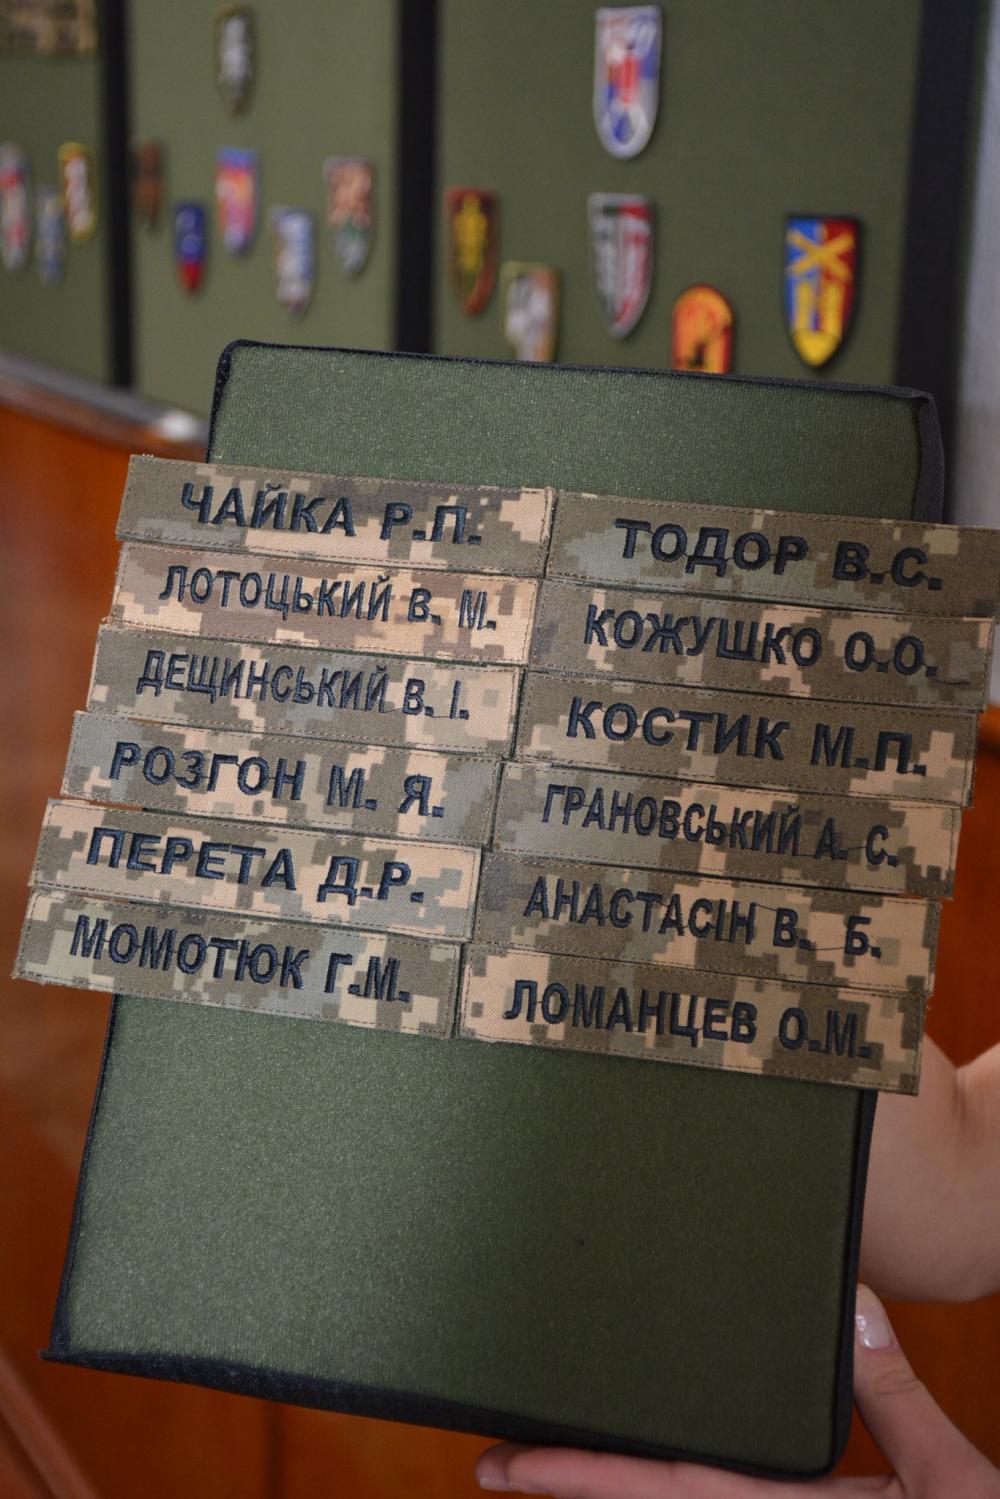 ЧАЙКА Р.П.
ЛОТОЦЬКИЙ В. М.
ДЕЩИНСЬКИЙ В. І.
РОЗГОН М. Я.
ПЕРЕТА Д.Р.
МОМОТЮК Г.М.
ТОДОР В.С.
КОЖУШКО О.О.
КОСТИК М.П.
ГРАНОВСЬКИЙ А. С.
АНАСТАСІН В. Б.
ЛОМАНЦЕВ О.М.